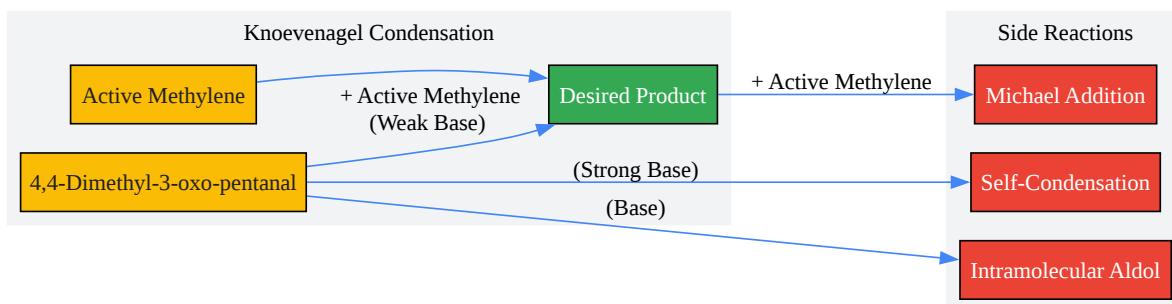 Knoevenagel Condensation
Side Reactions
Active Methylene
+ Active Methylene
(Weak Base)
Desired Product
+ Active Methylene
Michael Addition
4,4-Dimethyl-3-oxo-pentanal
(Strong Base)
Self-Condensation
(Base)
Intramolecular Aldol